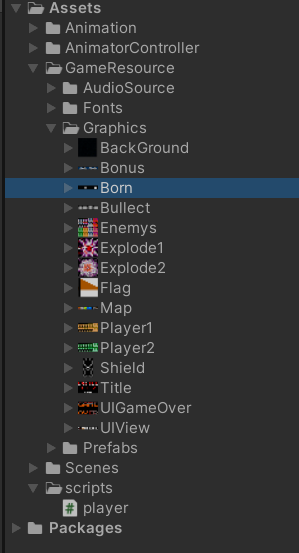 Assets
Animation
AnimatorController
GameResource
AudioSource
Fonts
Graphics
BackGround
Bonus
Born
Bullect
Enemys
Explode1
Explode2
Flag
Map
Player1
Player2
Shield
Title
UIGameOver
UIView
Prefabs
Scenes
scripts
# player
Packages